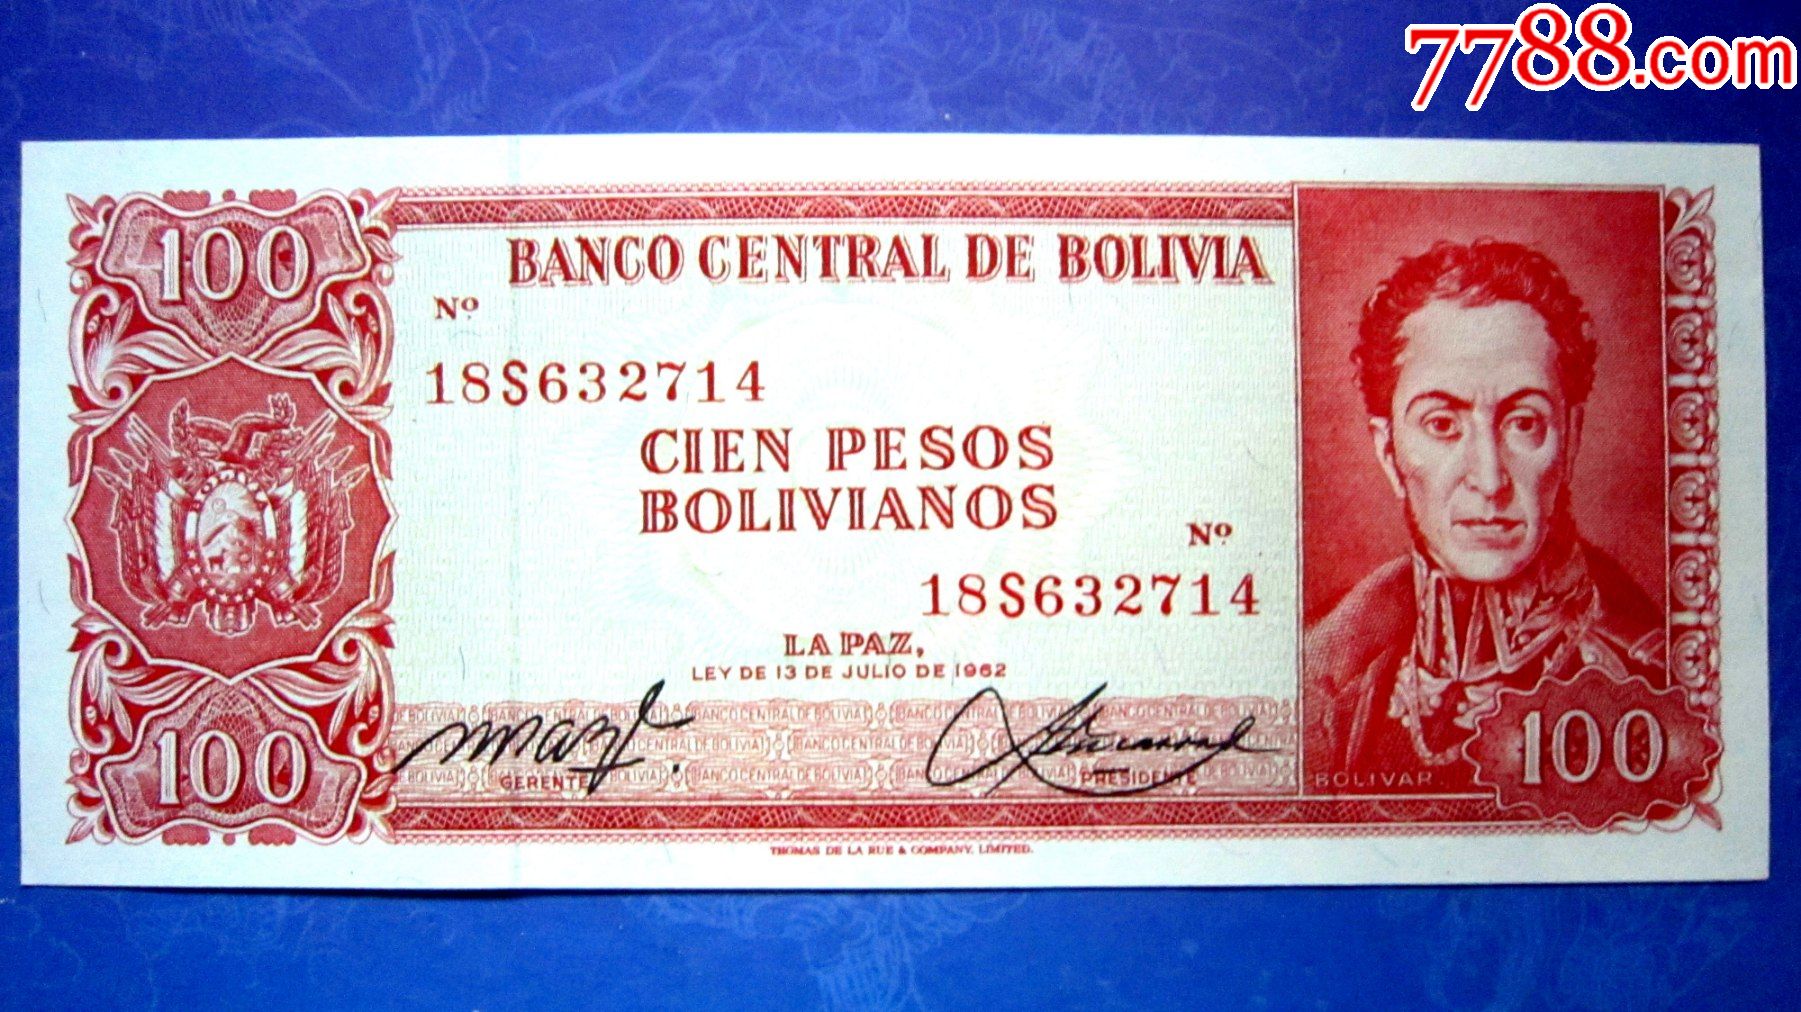 7788.com
100
BANCO CENTRAL DE BOLIVIA
Nº
18S632714
CIEN PESOS
BOLIVIANOS
Nº
18S632714
LA PAZ,
LEY DE 13 DE JULIO DE 1962
GERENTE
PRESIDENTE
BOLIVAR.
100
100
THOMAS DE LA RUE & COMPANY, LIMITED.